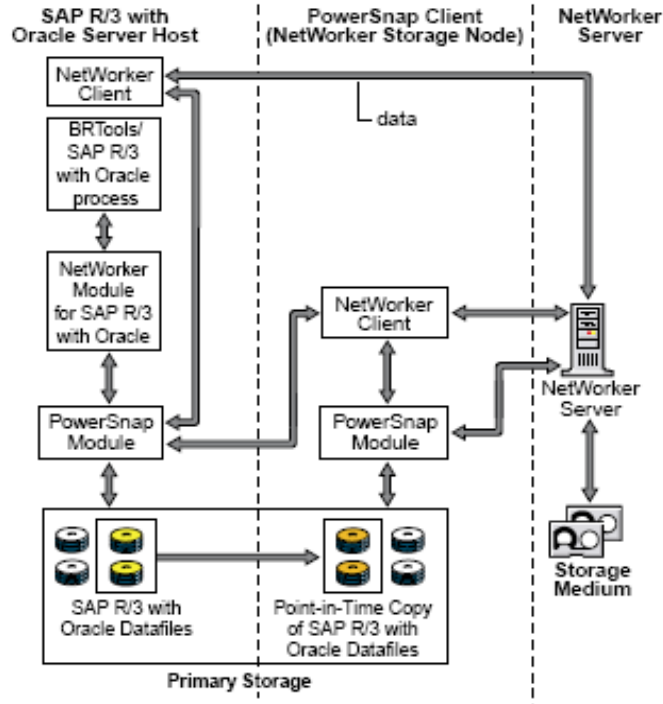 SAP R/3 with
Oracle Server Host
PowerSnap Client
(NetWorker Storage Node)
NetWorker
Server
NetWorker
Client
data
BRTools/
SAP R/3
with Oracle
process
NetWorker
Module
for SAP R/3
with Oracle
NetWorker
Client
NetWorker
Server
PowerSnap
Module
PowerSnap
Module
SAP R/3 with
Oracle Datafiles
Point-in-Time Copy
of SAP R/3 with
Oracle Datafiles
Storage
Medium
Primary Storage